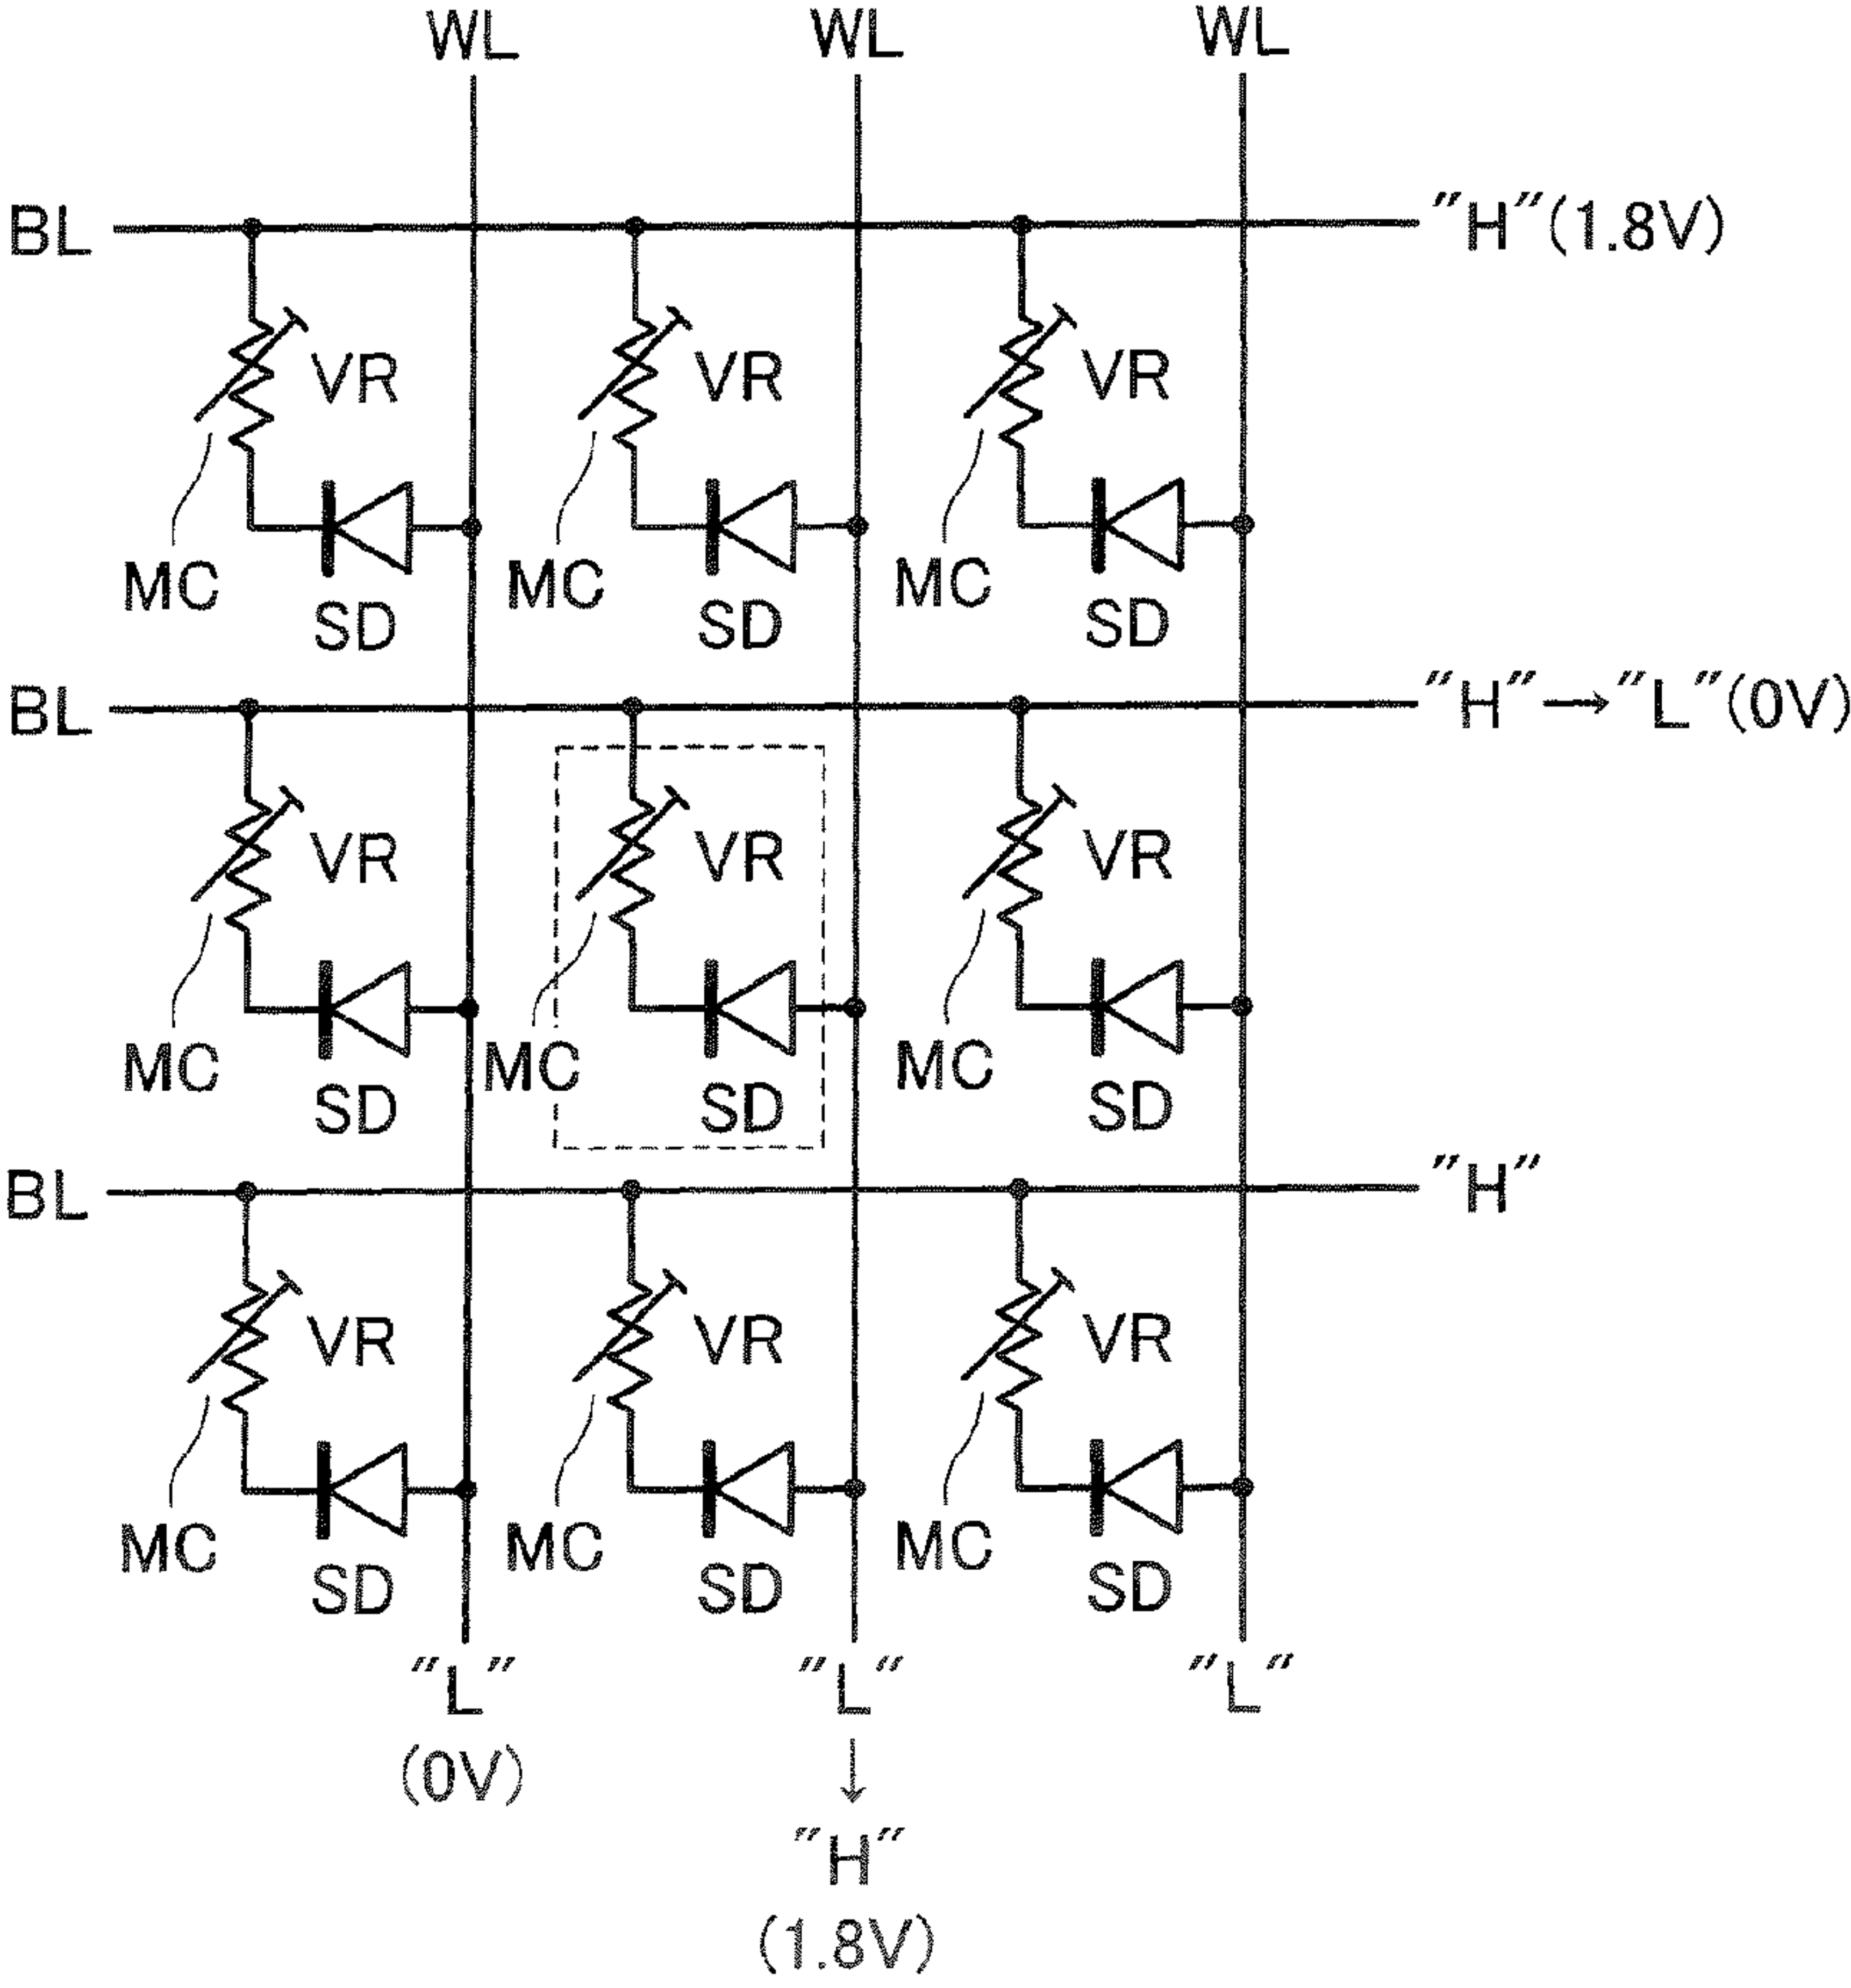 WL WL WL
BL "H"(1.8V)
VR VR VR
MC MC MC
SD SD SD
BL "H"→"L"(0V)
VR VR VR
MC MC MC
SD SD SD
BL "H"
VR VR VR
MC MC MC
SD SD SD
"L" "L" "L"
(0V) ↓
"H"
(1.8V)